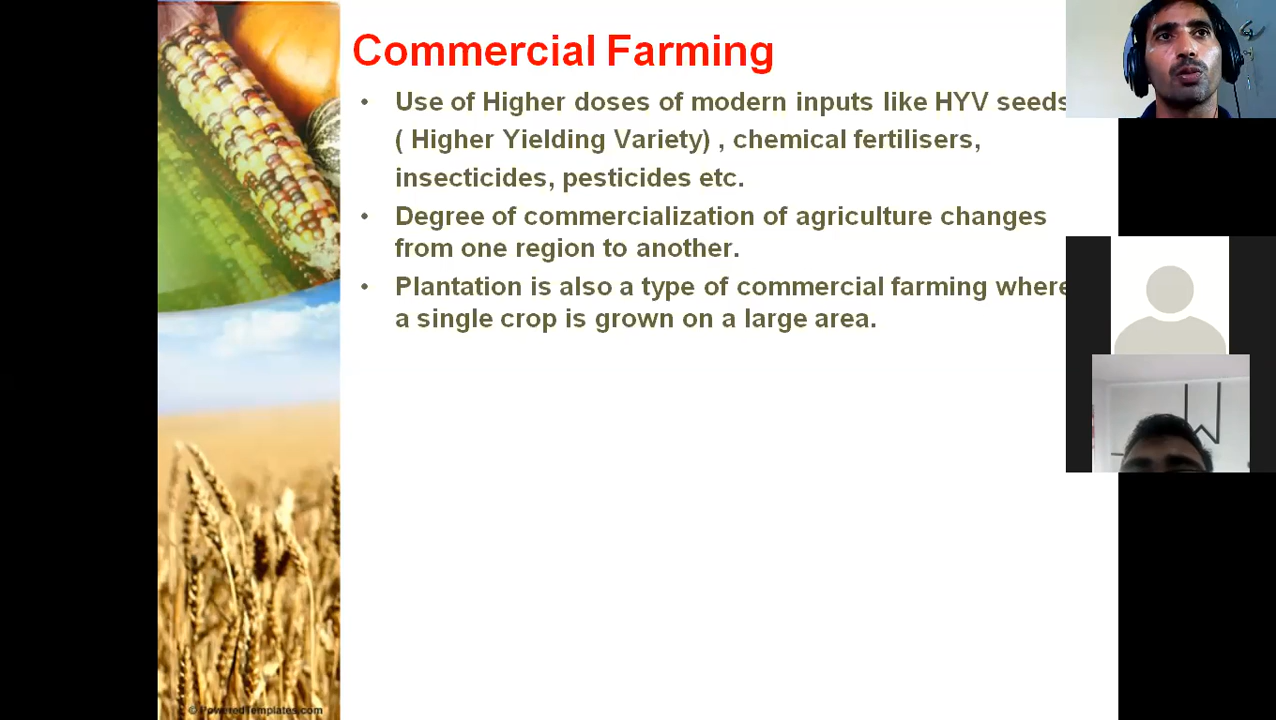 Commercial Farming
• Use of Higher doses of modern inputs like HYV seeds
( Higher Yielding Variety) , chemical fertilisers,
insecticides, pesticides etc.
• Degree of commercialization of agriculture changes
from one region to another.
• Plantation is also a type of commercial farming where
a single crop is grown on a large area.
© PoweredTemplates.com